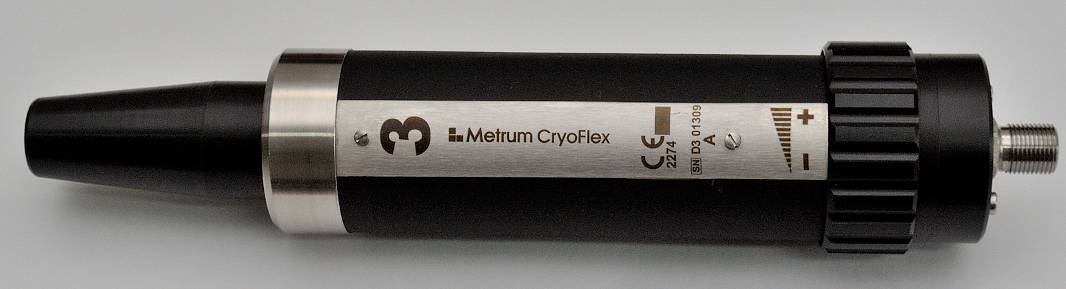 3
Metrum CryoFlex
CE
2274
SN D3 01309
A
+
–